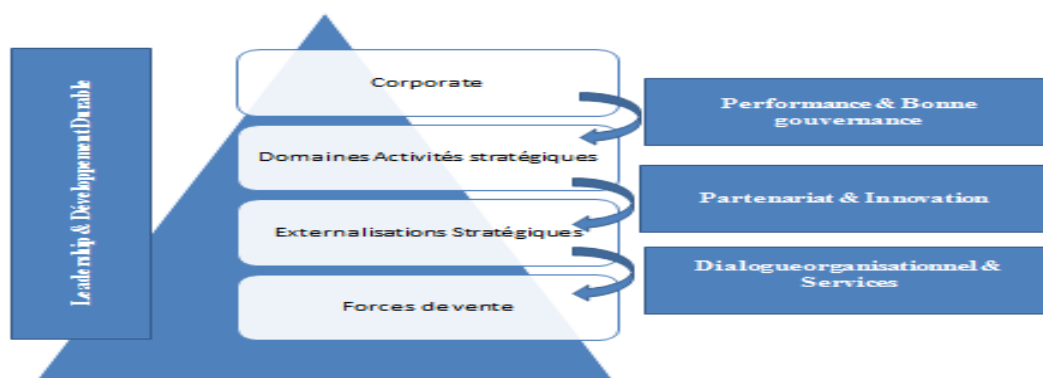 Leadership & Développement Durable
Corporate
Performance & Bonne
gouvernance
Domaines Activités stratégiques
Partenariat & Innovation
Externalisations Stratégiques
Dialogue organisationnel &
Services
Forces de vente